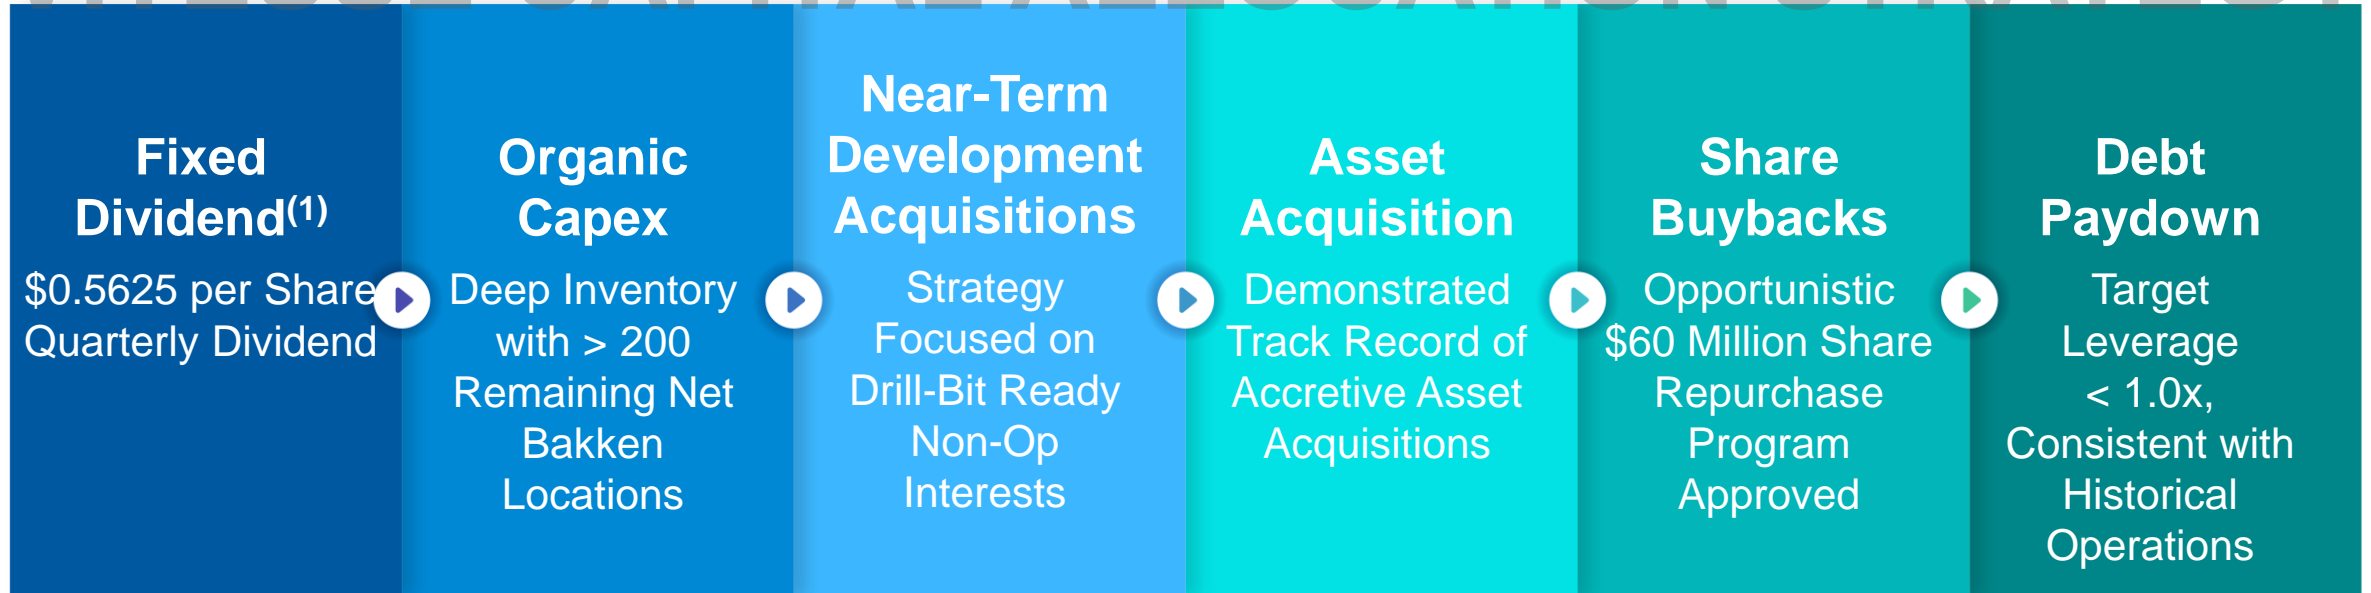 Fixed
Dividend(1)
$0.5625 per Share
Quarterly Dividend
Organic
Capex
Deep Inventory
with > 200
Remaining Net
Bakken
Locations
Near-Term
Development
Acquisitions
Strategy
Focused on
Drill-Bit Ready
Non-Op
Interests
Asset
Acquisition
Demonstrated
Track Record of
Accretive Asset
Acquisitions
Share
Buybacks
Opportunistic
$60 Million Share
Repurchase
Program
Approved
Debt
Paydown
Target
Leverage
< 1.0x,
Consistent with
Historical
Operations